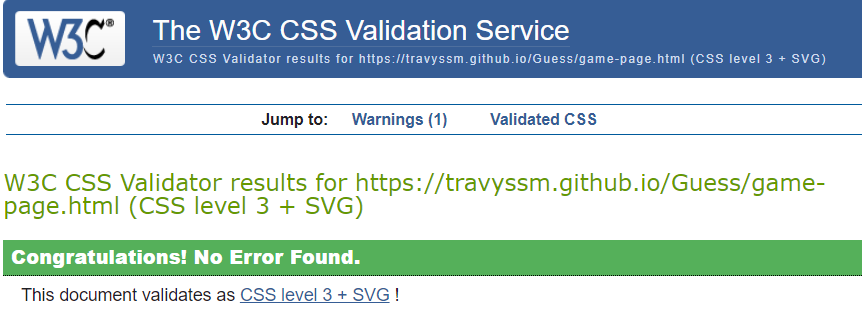 W3C®
The W3C CSS Validation Service
W3C CSS Validator results for https://travyssm.github.io/Guess/game-page.html (CSS level 3 + SVG)
Jump to: Warnings (1) Validated CSS
W3C CSS Validator results for https://travyssm.github.io/Guess/game-
page.html (CSS level 3 + SVG)
Congratulations! No Error Found.
This document validates as CSS level 3 + SVG !